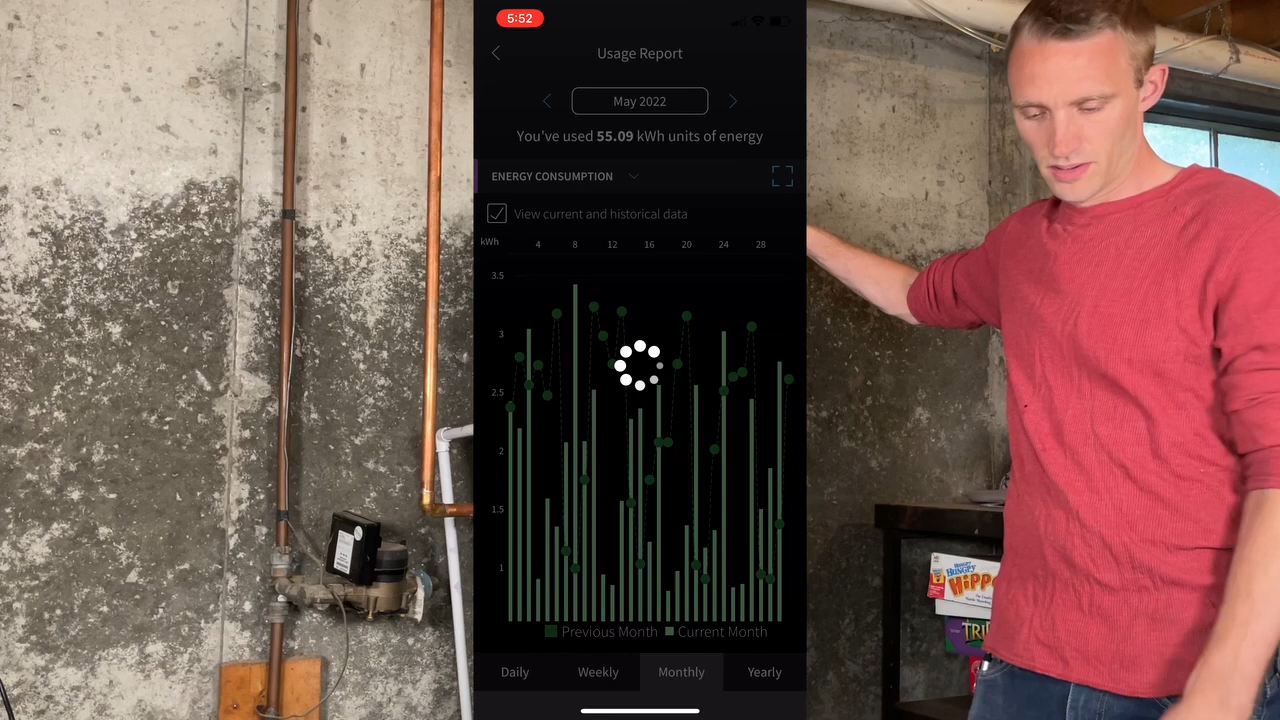 5:52
Usage Report
May 2022
You've used 55.09 kWh units of energy
ENERGY CONSUMPTION
View current and historical data
kWh 4 8 12 16 20 24 28
3.5
3
2.5
2
1.5
1
Previous Month Current Month
Daily Weekly Monthly Yearly
HUNGRY
HIPP
TRI